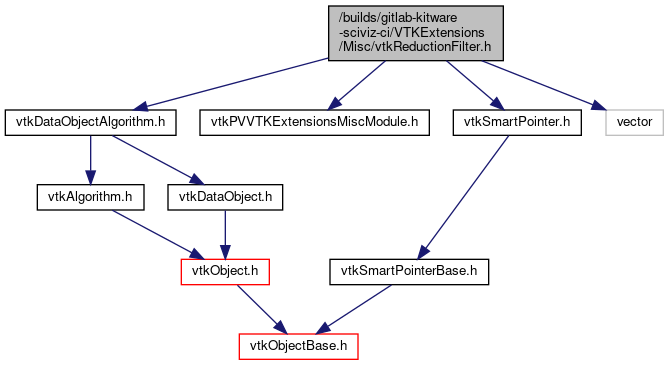 /builds/gitlab-kitware
-sciviz-ci/VTKExtensions
/Misc/vtkReductionFilter.h
vtkDataObjectAlgorithm.h
vtkPVVTKExtensionsMiscModule.h
vtkSmartPointer.h
vector
vtkAlgorithm.h
vtkDataObject.h
vtkObject.h
vtkSmartPointerBase.h
vtkObjectBase.h